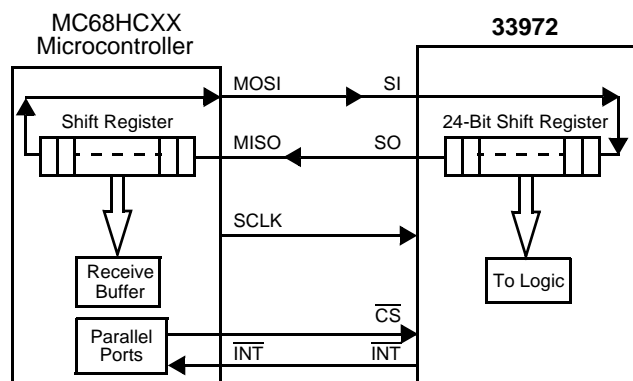 MC68HCXX
Microcontroller
33972
MOSI
SI
Shift Register
24-Bit Shift Register
MISO
SO
SCLK
Receive
Buffer
To Logic
CS
Parallel
Ports
INT
INT